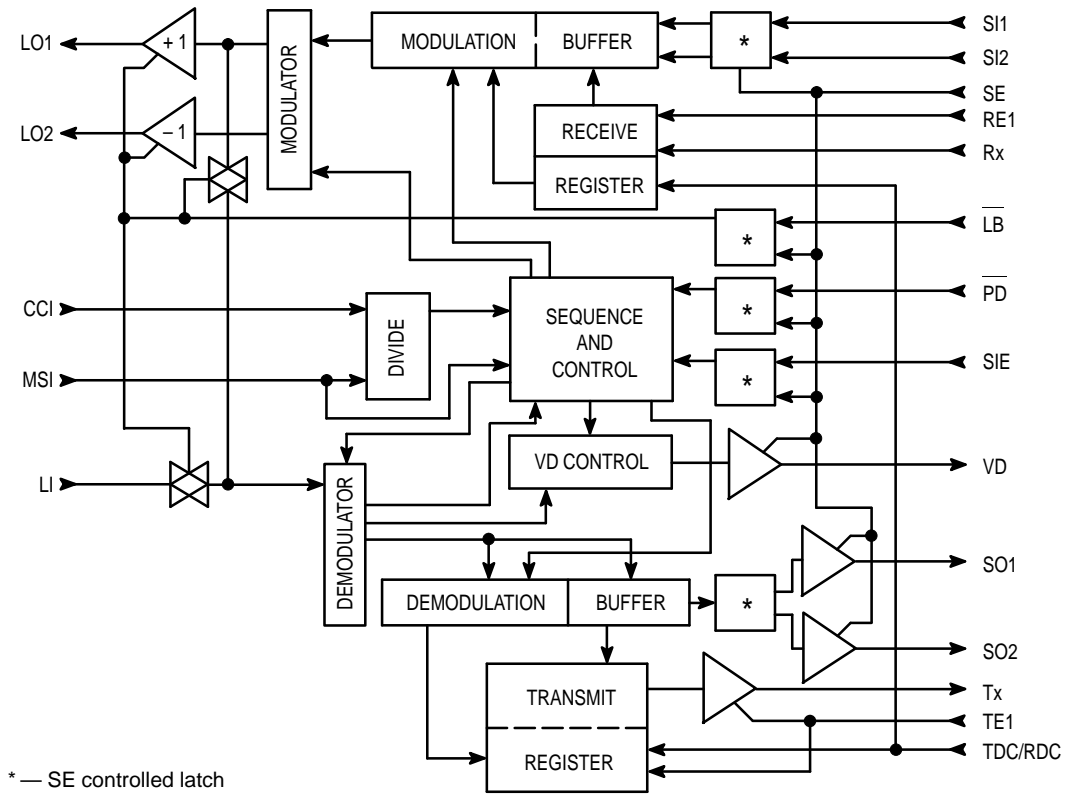 LO1
+ 1
MODULATOR
MODULATION
BUFFER
*
SI1
SI2
SE
LO2
– 1
RECEIVE
REGISTER
RE1
Rx
*
LB
CCI
DIVIDE
SEQUENCE
AND
CONTROL
*
PD
MSI
*
SIE
LI
DEMODULATOR
VD CONTROL
VD
DEMODULATION
BUFFER
*
SO1
SO2
TRANSMIT
REGISTER
Tx
TE1
TDC/RDC
* — SE controlled latch